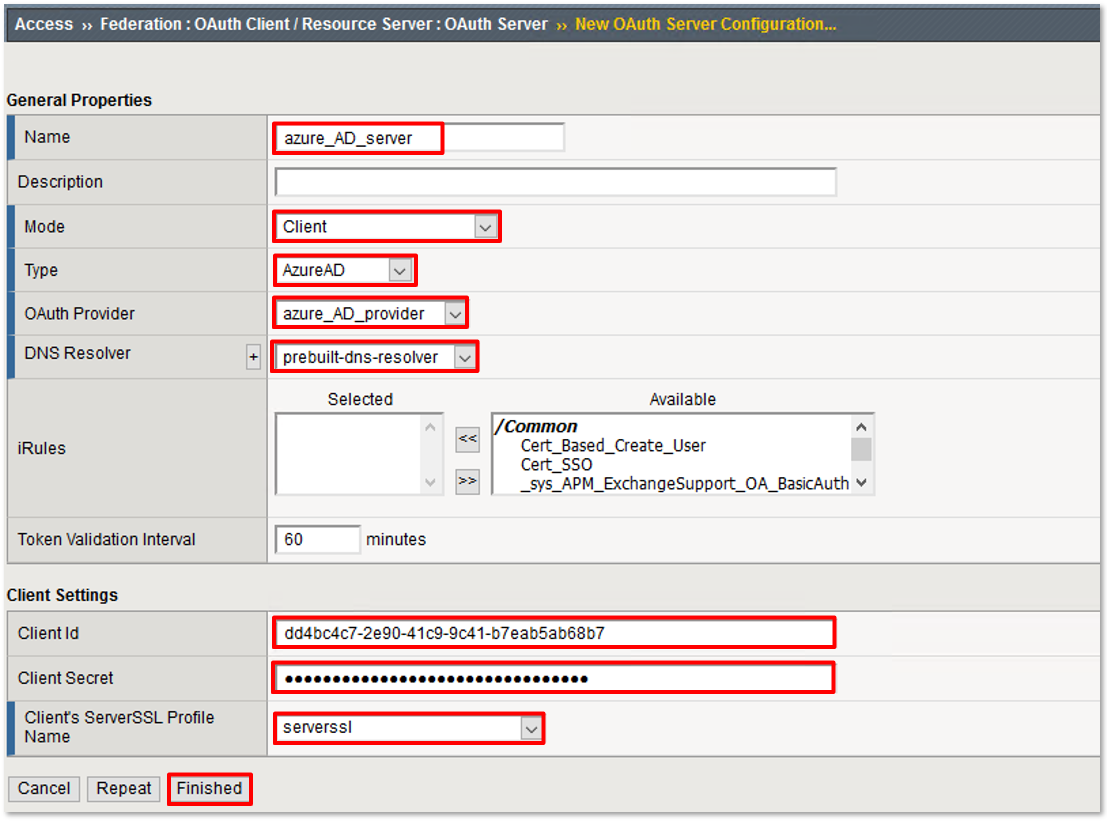 Access ›› Federation : OAuth Client / Resource Server : OAuth Server ›› New OAuth Server Configuration...
General Properties
Name azure_AD_server
Description
Mode Client
Type AzureAD
OAuth Provider azure_AD_provider
DNS Resolver + prebuilt-dns-resolver
Selected Available
iRules
<<
>>
/Common
Cert_Based_Create_User
Cert_SSO
_sys_APM_ExchangeSupport_OA_BasicAuth
Token Validation Interval 60 minutes
Client Settings
Client Id dd4bc4c7-2e90-41c9-9c41-b7eab5ab68b7
Client Secret ••••••••••••••••••••••••••••••••
Client's ServerSSL Profile
Name
serverssl
Cancel Repeat Finished